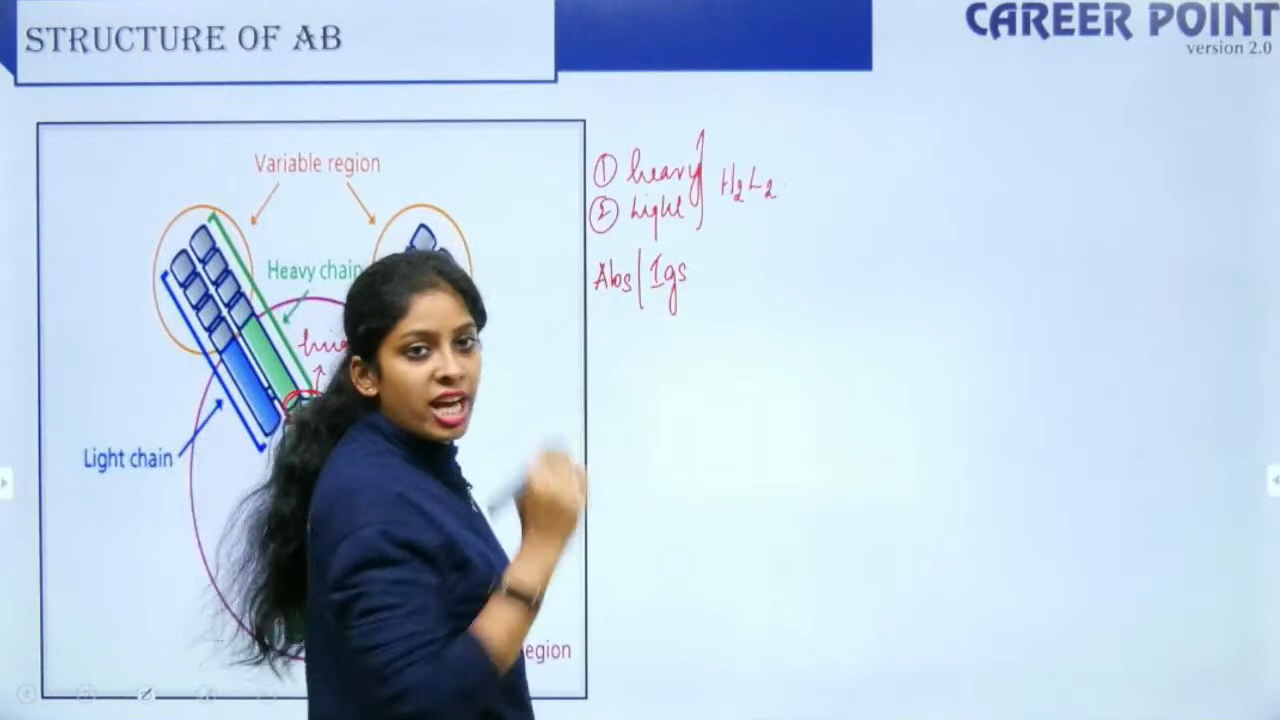 STRUCTURE OF AB
CAREER POINT
version 2.0
Variable region
Heavy chain
Light chain
egion
① heavy
② Light
H2L2
Abs | Igs